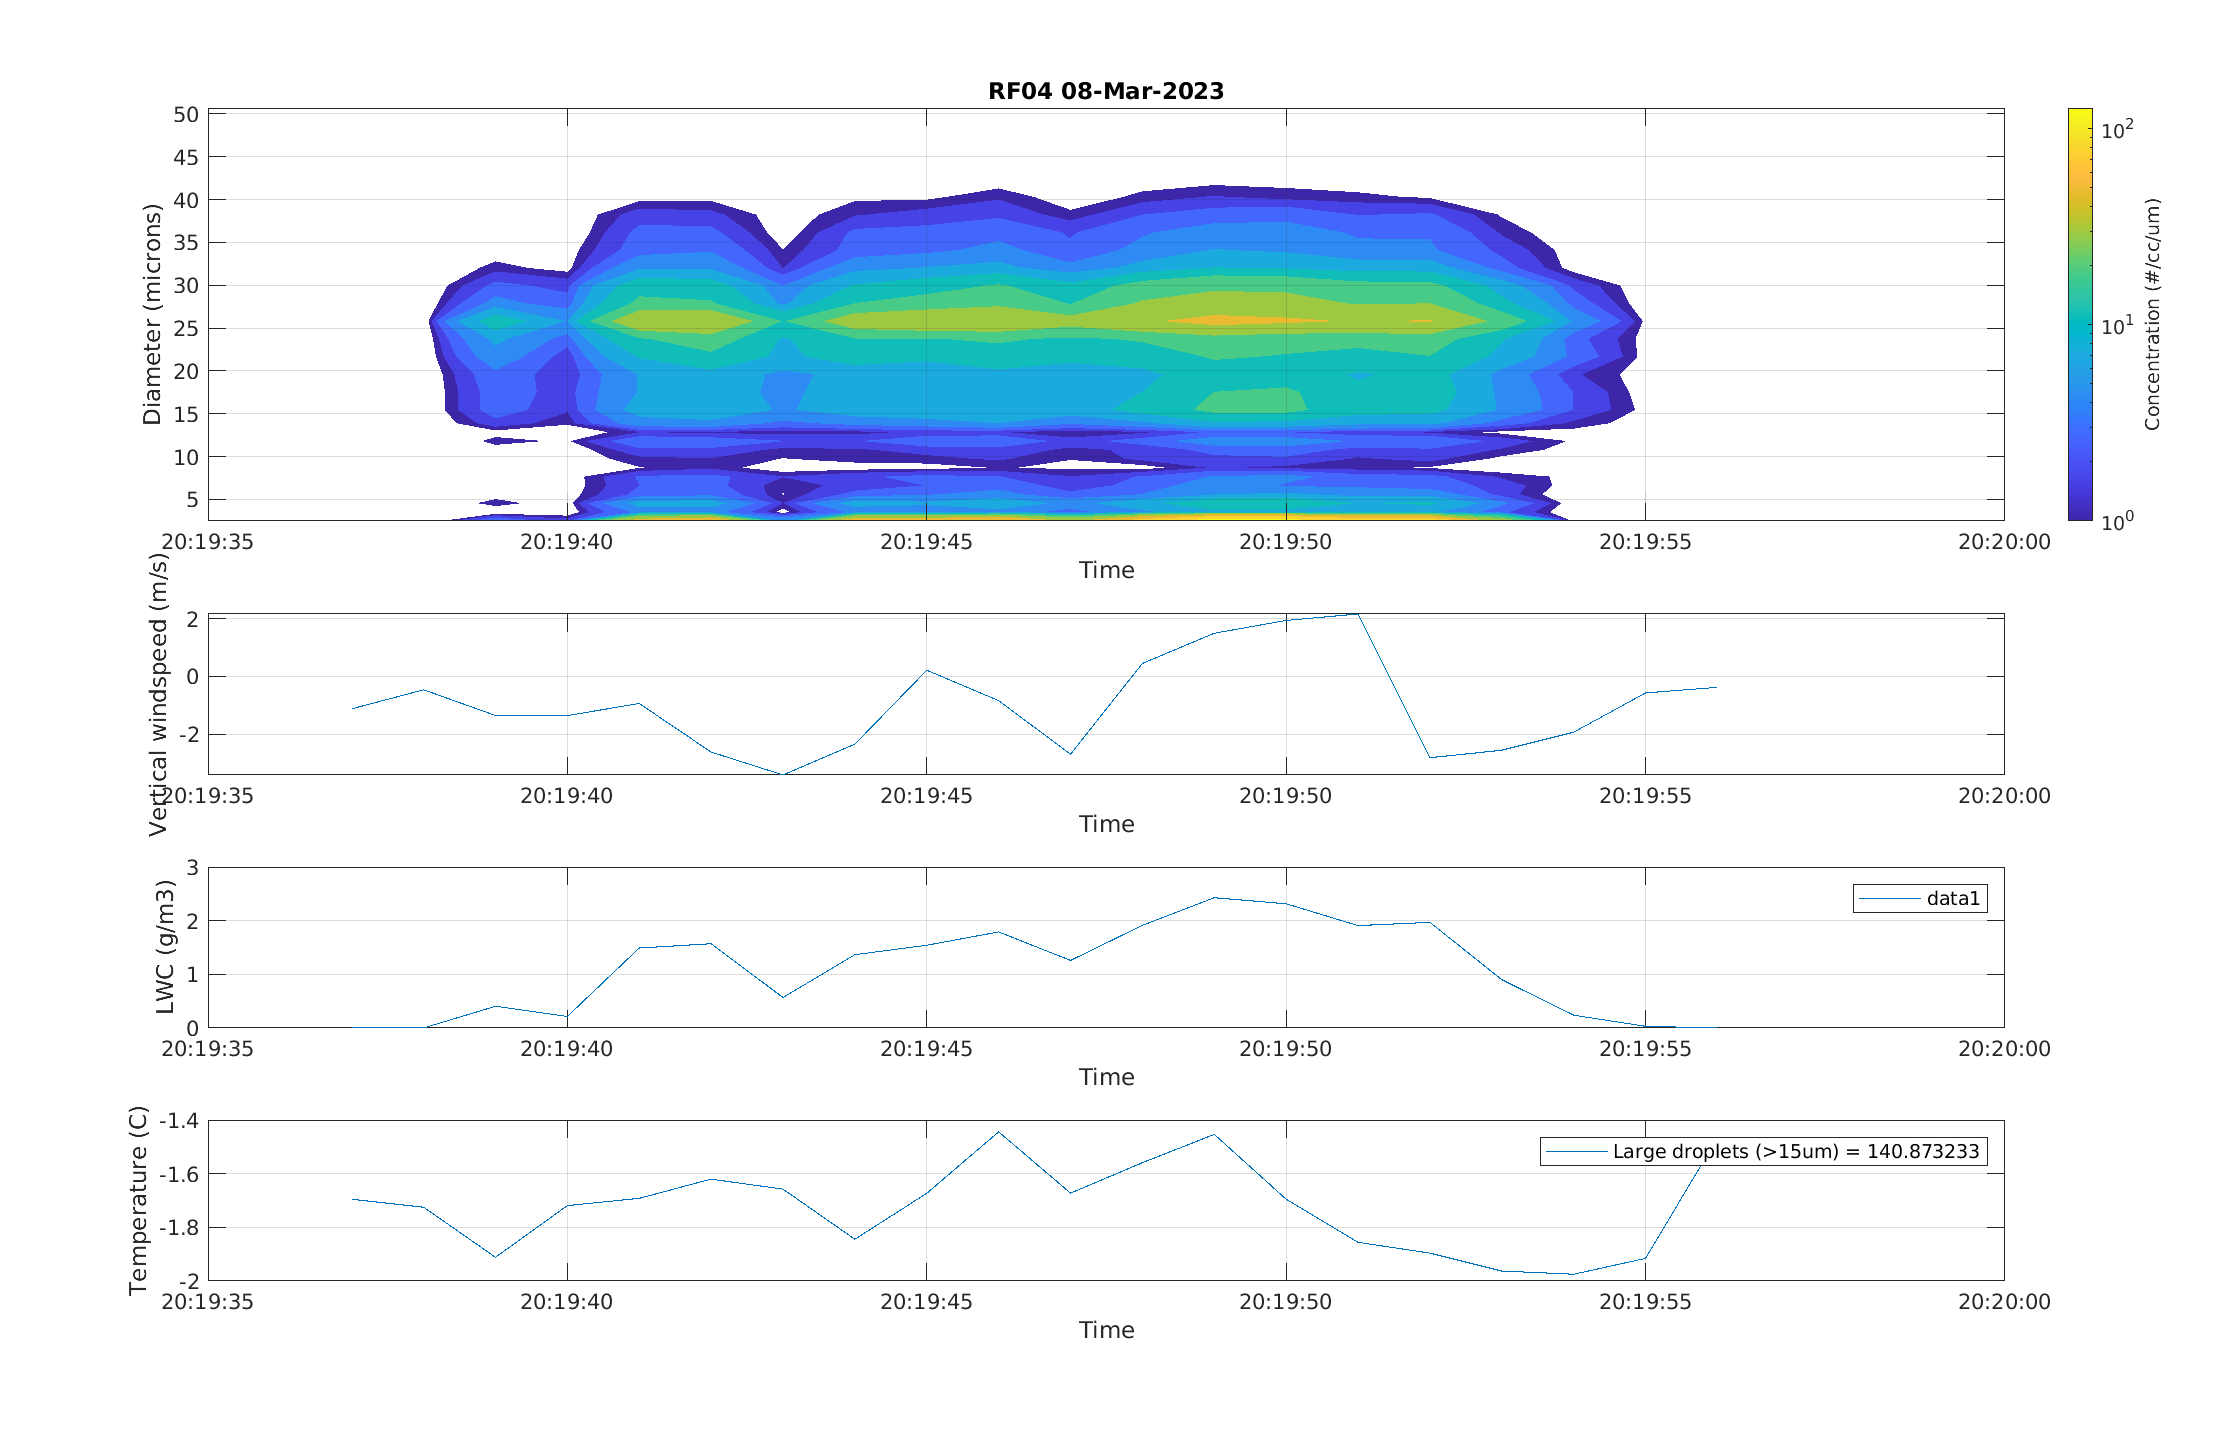 RF04 08-Mar-2023
50
45
40
35
30
25
20
15
10
5
Diameter (microns)
20:19:35 20:19:40 20:19:45 20:19:50 20:19:55 20:20:00
Time
10²
10¹
10⁰
Concentration (#/cc/um)
2
0
-2
Vertical windspeed (m/s)
20:19:35 20:19:40 20:19:45 20:19:50 20:19:55 20:20:00
Time
3
2
1
0
LWC (g/m3)
data1
20:19:35 20:19:40 20:19:45 20:19:50 20:19:55 20:20:00
Time
-1.4
-1.6
-1.8
-2
Temperature (C)
Large droplets (>15um) = 140.873233
20:19:35 20:19:40 20:19:45 20:19:50 20:19:55 20:20:00
Time